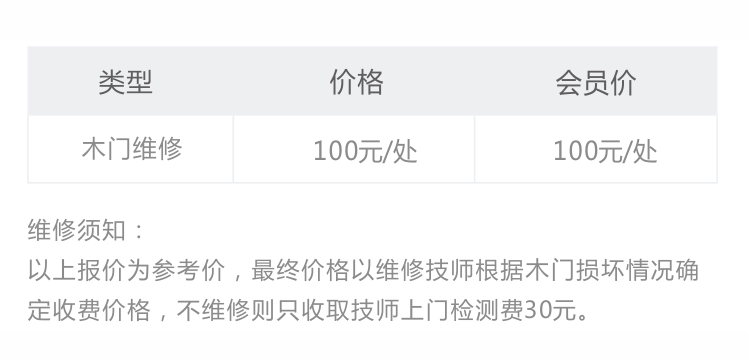 类型 价格 会员价
木门维修 100元/处 100元/处
维修须知：
以上报价为参考价，最终价格以维修技师根据木门损坏情况确
定收费价格，不维修则只收取技师上门检测费30元。